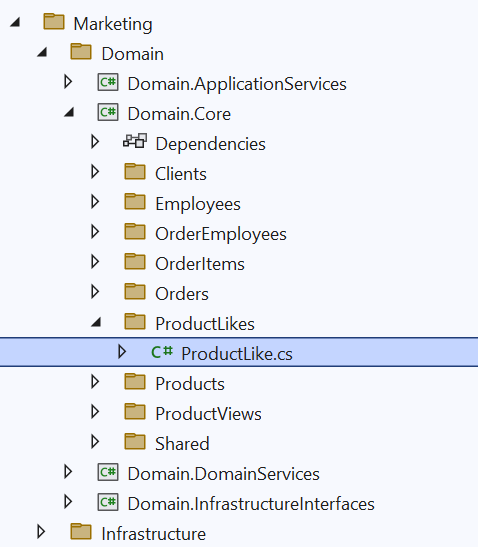 Marketing
Domain
C# Domain.ApplicationServices
C# Domain.Core
Dependencies
Clients
Employees
OrderEmployees
OrderItems
Orders
ProductLikes
C# ProductLike.cs
Products
ProductViews
Shared
C# Domain.DomainServices
C# Domain.InfrastructureInterfaces
Infrastructure